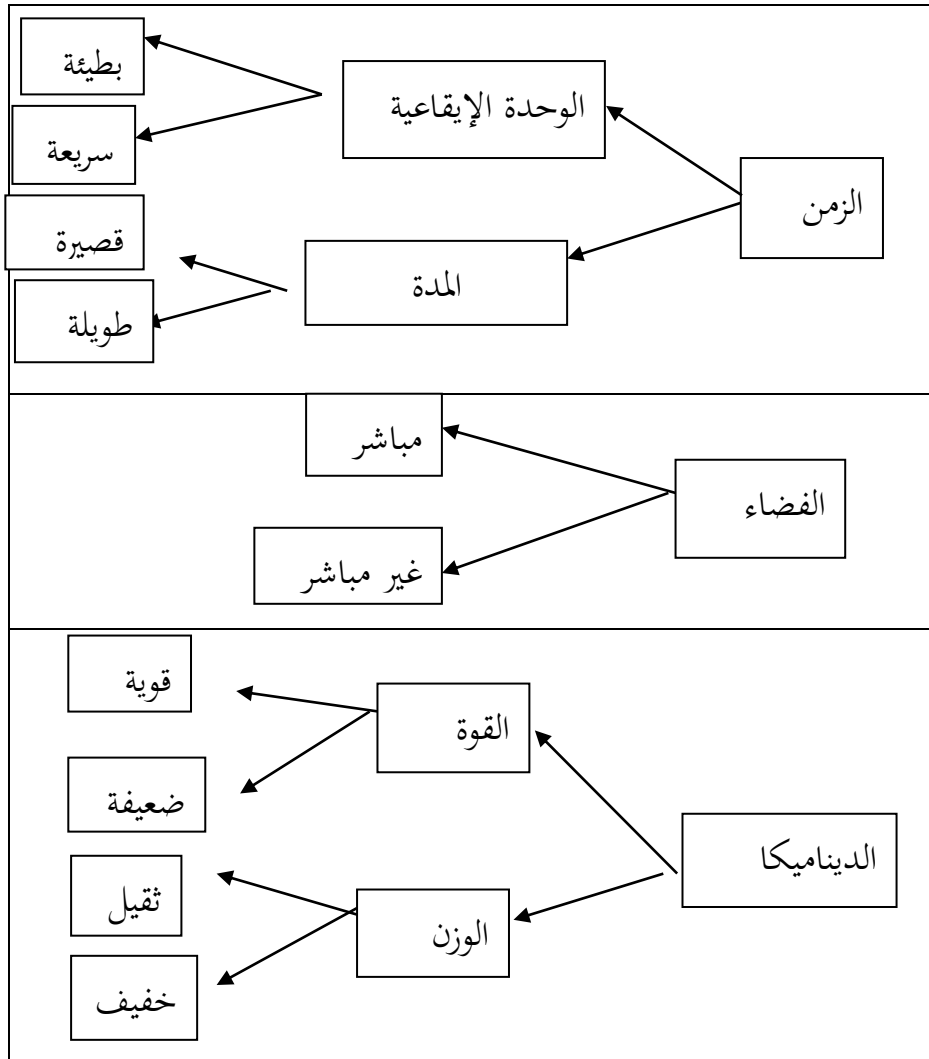 الزمن
الوحدة الإيقاعية
بطيئة
سريعة
المدة
قصيرة
طويلة
الفضاء
مباشر
غير مباشر
الديناميكا
القوة
قوية
ضعيفة
الوزن
ثقيل
خفيف